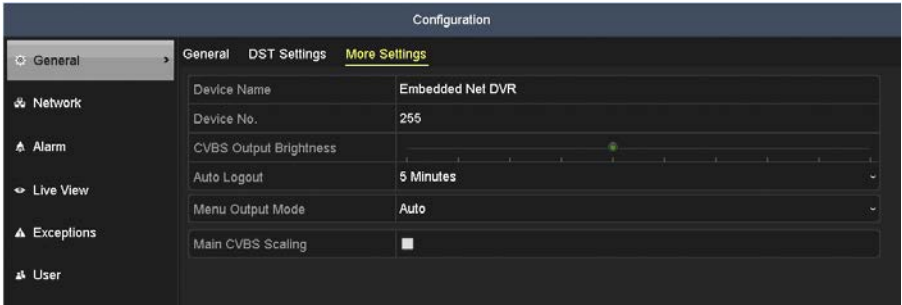 Configuration
General
Network
Alarm
Live View
Exceptions
User
General DST Settings More Settings
Device Name Embedded Net DVR
Device No. 255
CVBS Output Brightness
Auto Logout 5 Minutes
Menu Output Mode Auto
Main CVBS Scaling